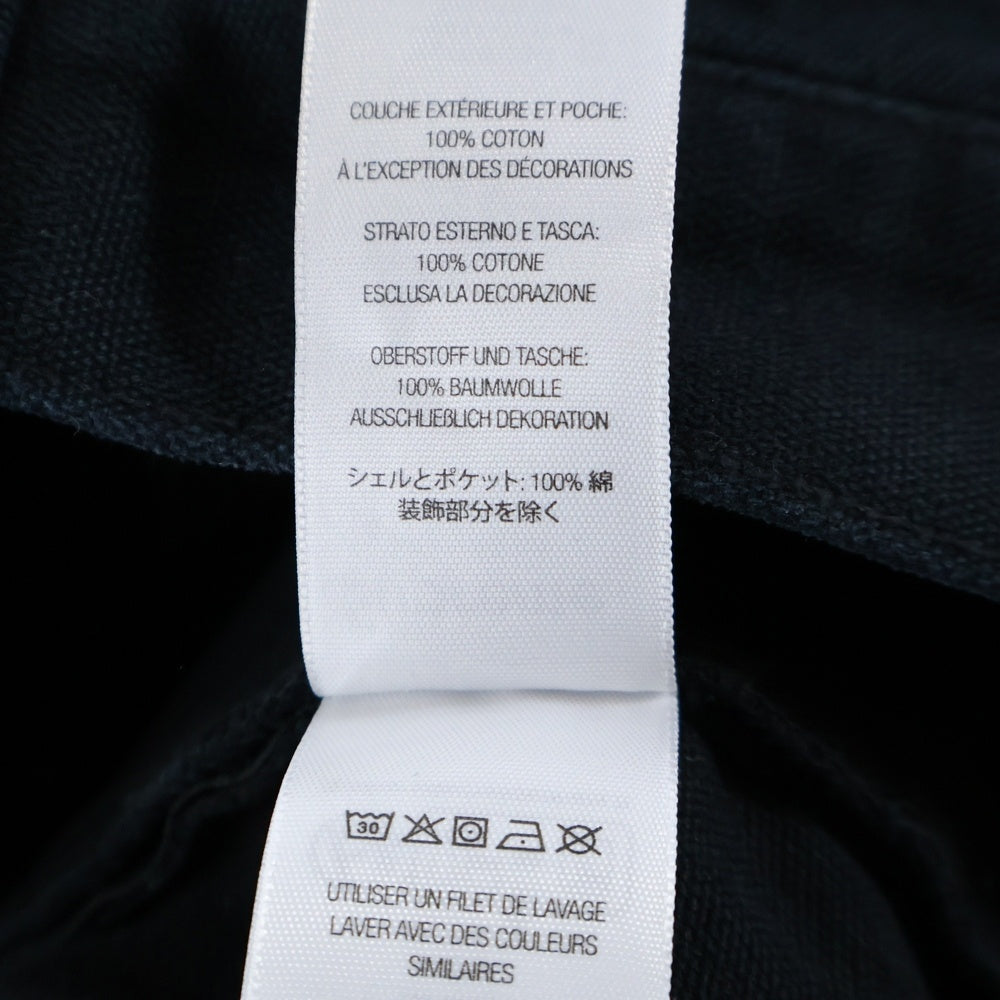 COUCHE EXTÉRIEURE ET POCHE:
100% COTON
À L'EXCEPTION DES DÉCORATIONS
STRATO ESTERNO E TASCA:
100% COTONE
ESCLUSA LA DECORAZIONE
OBERSTOFF UND TASCHE:
100% BAUMWOLLE
AUSSCHLIEßLICH DEKORATION
シェルとポケット: 100% 綿
装飾部分を除く
30
UTILISER UN FILET DE LAVAGE
LAVER AVEC DES COULEURS
SIMILAIRES